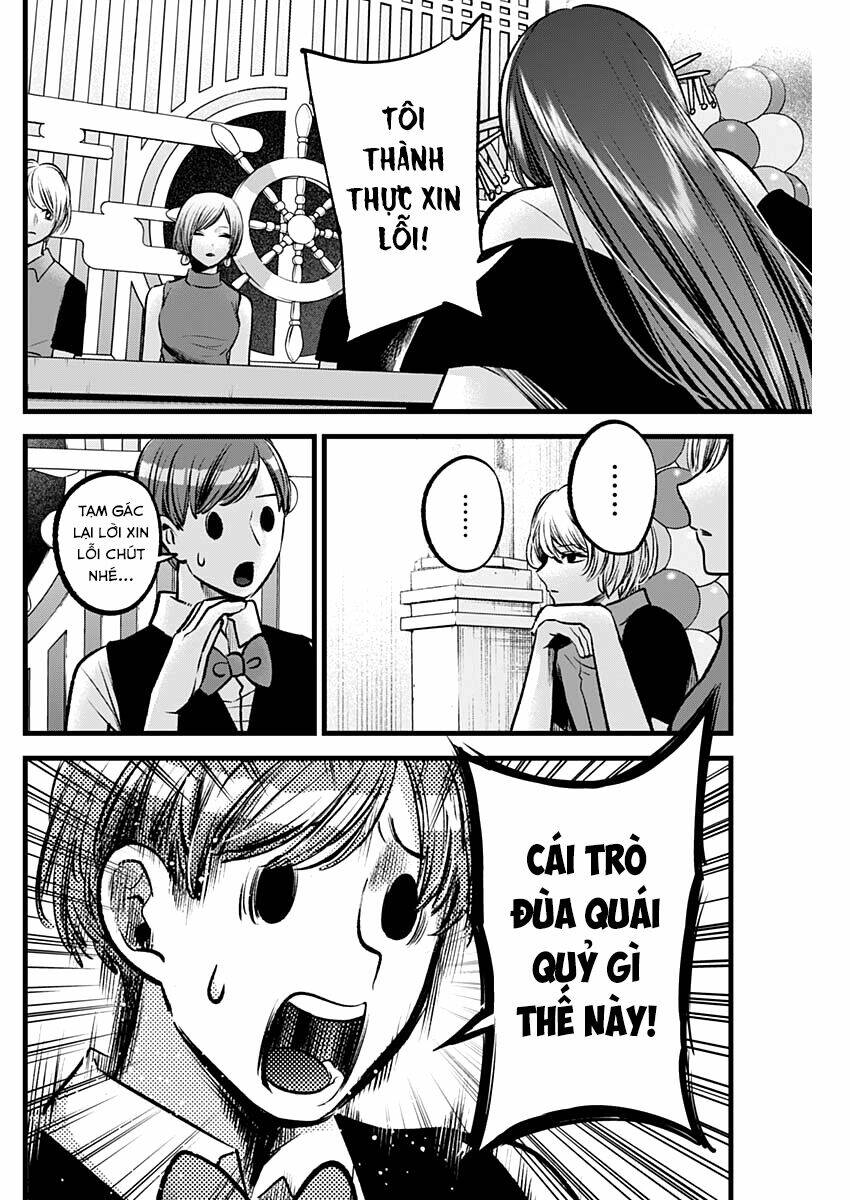 TÔI
THÀNH
THỰC XIN
LỖI!
......
......
TẠM GÁC
LẠI LỜI XIN
LỖI CHÚT
NHÉ...
CÁI TRÒ
ĐÙA QUÁI
QUỶ GÌ
THẾ NÀY!